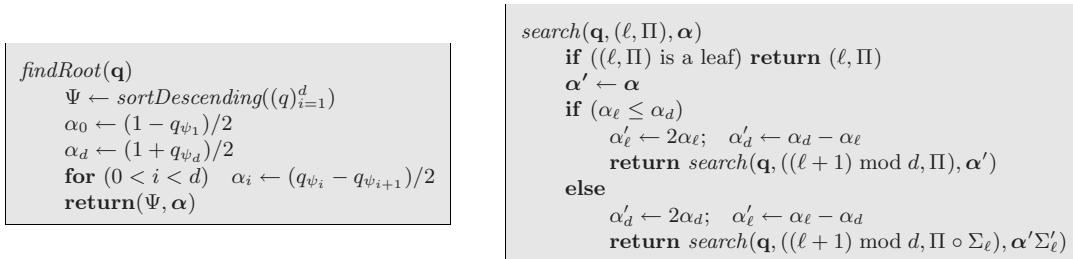 findRoot(q)
Ψ ← sortDescending((q)_{i=1}^{d})
α_0 ← (1 − q_{ψ_1})/2
α_d ← (1 + q_{ψ_d})/2
for (0 < i < d) α_i ← (q_{ψ_i} − q_{ψ_{i+1}})/2
return(Ψ, α)
search(q, (ℓ, Π), α)
if ((ℓ, Π) is a leaf) return (ℓ, Π)
α′ ← α
if (α_ℓ ≤ α_d)
α′_ℓ ← 2α_ℓ; α′_d ← α_d − α_ℓ
return search(q, ((ℓ + 1) mod d, Π), α′)
else
α′_d ← 2α_d; α′_ℓ ← α_ℓ − α_d
return search(q, ((ℓ + 1) mod d, Π ∘ Σ_ℓ), α′Σ′_ℓ)